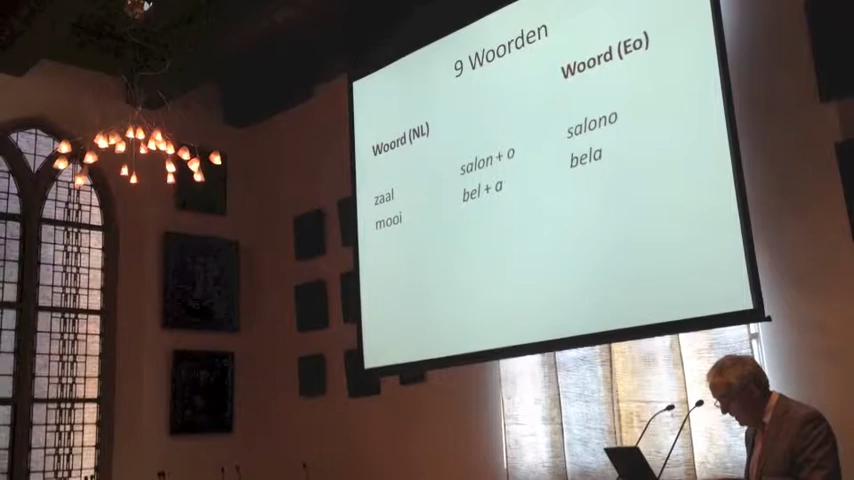 9 Woorden
Woord (NL) Woord (Eo)
zaal salon + o salono
mooi bel + a bela